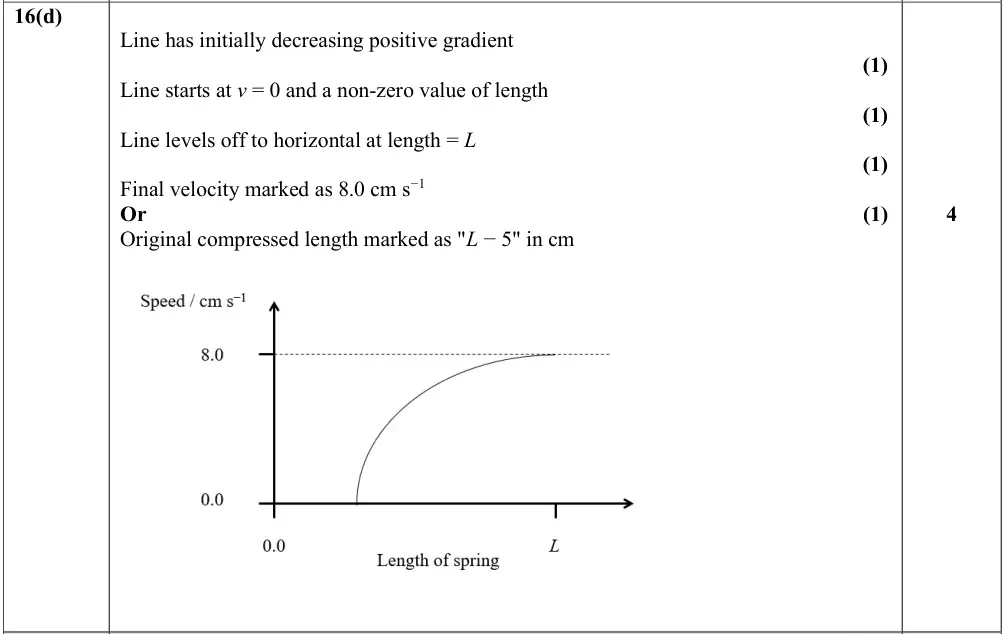 16(d)
Line has initially decreasing positive gradient
(1)
Line starts at v = 0 and a non-zero value of length
(1)
Line levels off to horizontal at length = L
(1)
Final velocity marked as 8.0 cm s⁻¹
Or (1) 4
Original compressed length marked as "L − 5" in cm
Speed / cm s⁻¹
8.0
0.0
0.0 L
Length of spring